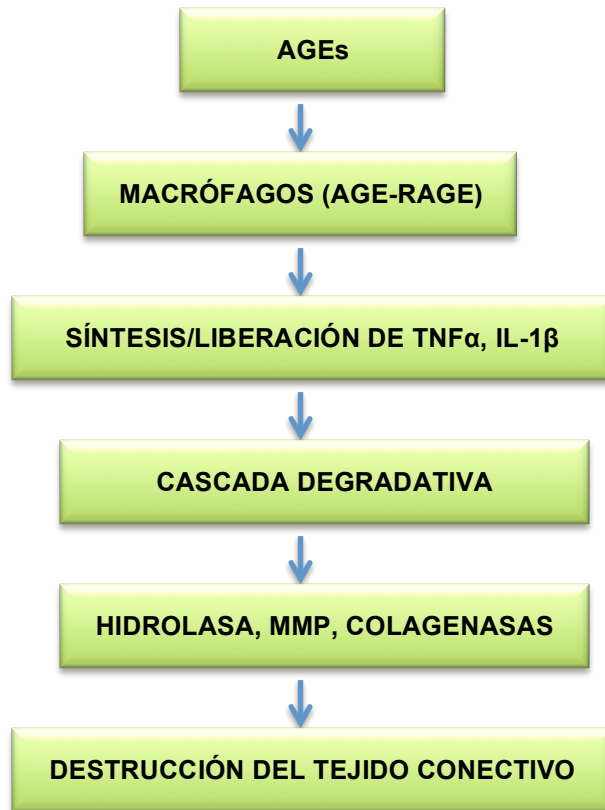 AGEs
MACRÓFAGOS (AGE-RAGE)
SÍNTESIS/LIBERACIÓN DE TNFα, IL-1β
CASCADA DEGRADATIVA
HIDROLASA, MMP, COLAGENASAS
DESTRUCCIÓN DEL TEJIDO CONECTIVO